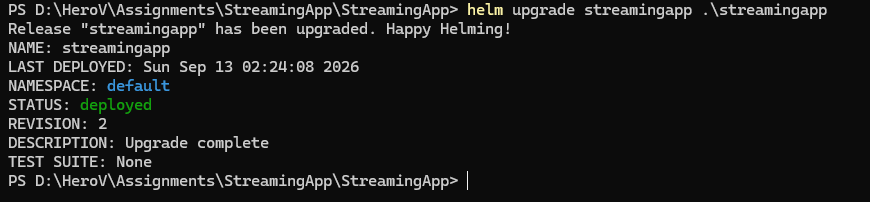 PS D:\HeroV\Assignments\StreamingApp\StreamingApp> helm upgrade streamingapp .\streamingapp
Release "streamingapp" has been upgraded. Happy Helming!
NAME: streamingapp
LAST DEPLOYED: Sun Sep 13 02:24:08 2026
NAMESPACE: default
STATUS: deployed
REVISION: 2
DESCRIPTION: Upgrade complete
TEST SUITE: None
PS D:\HeroV\Assignments\StreamingApp\StreamingApp>